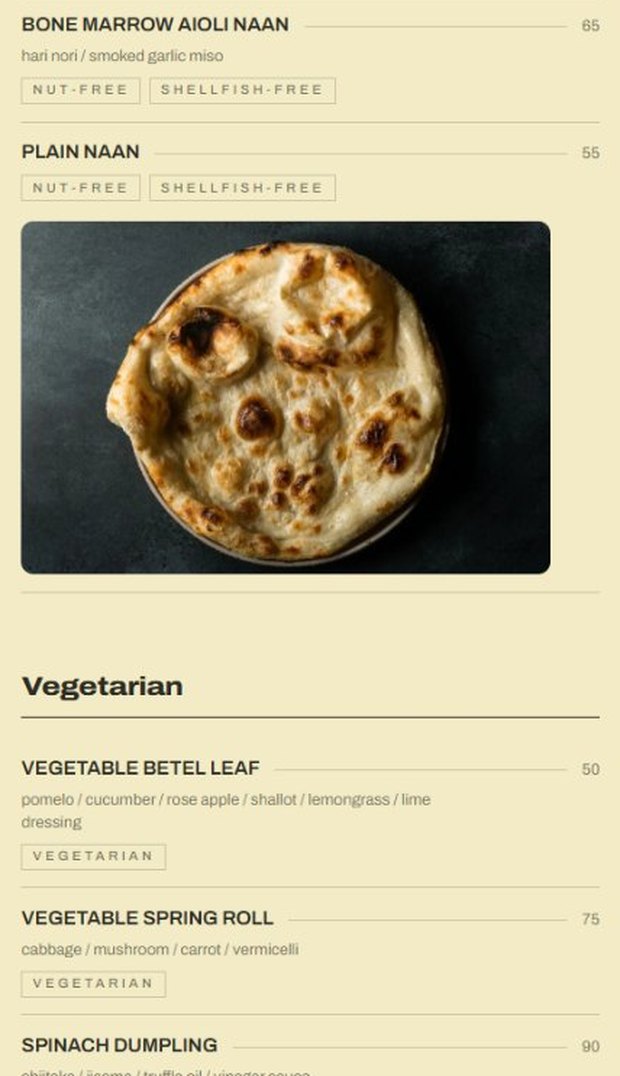 BONE MARROW AIOLI NAAN 65
hari nori / smoked garlic miso
NUT-FREE SHELLFISH-FREE
PLAIN NAAN 55
NUT-FREE SHELLFISH-FREE
Vegetarian
VEGETABLE BETEL LEAF 50
pomelo / cucumber / rose apple / shallot / lemongrass / lime
dressing
VEGETARIAN
VEGETABLE SPRING ROLL 75
cabbage / mushroom / carrot / vermicelli
VEGETARIAN
SPINACH DUMPLING 90